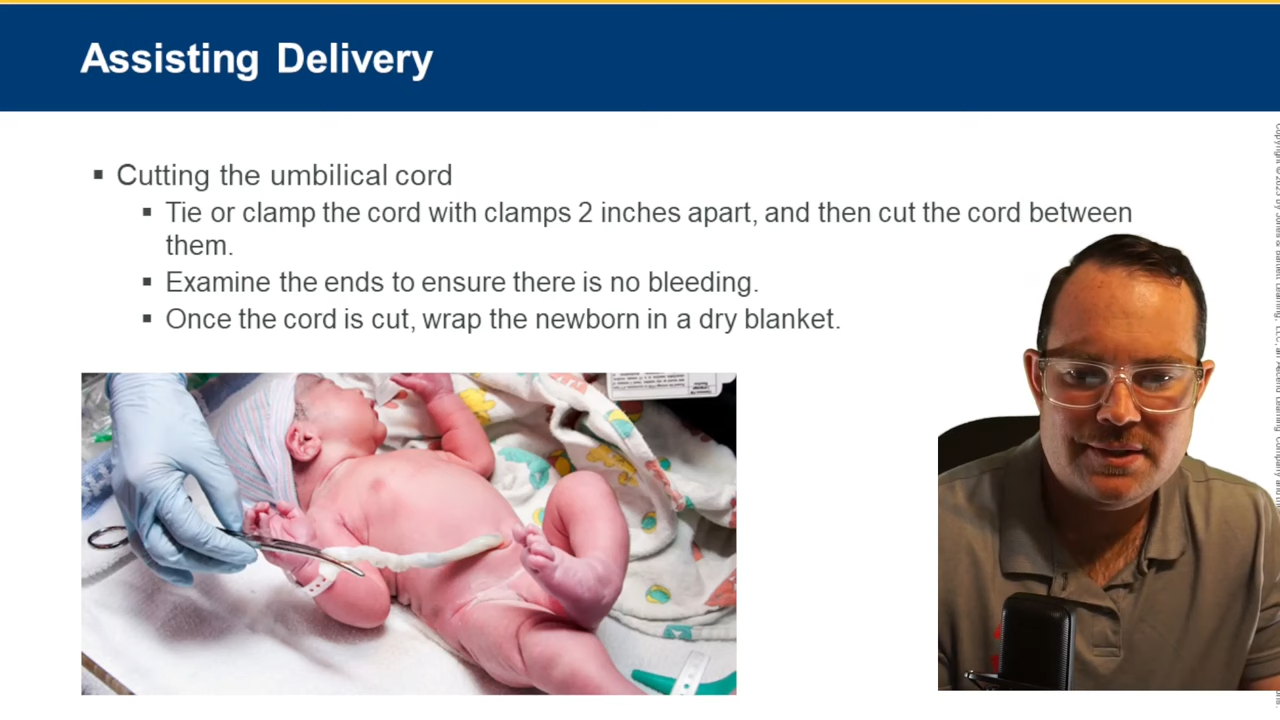 Assisting Delivery
▪ Cutting the umbilical cord
▪ Tie or clamp the cord with clamps 2 inches apart, and then cut the cord between
them.
▪ Examine the ends to ensure there is no bleeding.
▪ Once the cord is cut, wrap the newborn in a dry blanket.